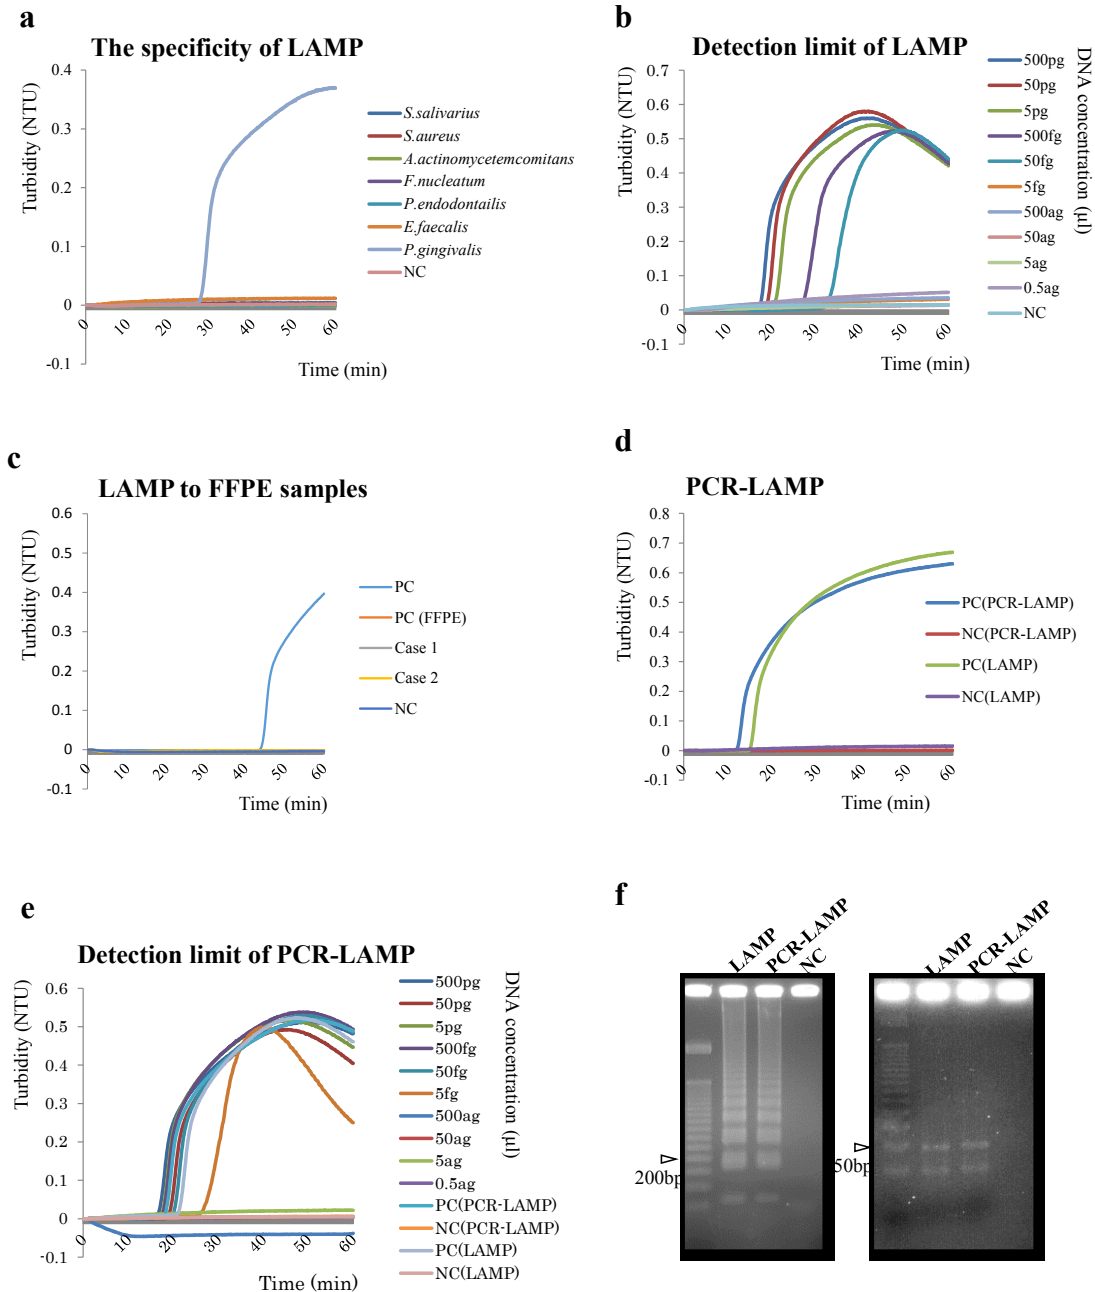 a
The specificity of LAMP
Turbidity (NTU)
0.4
0.3
0.2
0.1
0
-0.1
0 10 20 30 40 50 60
Time (min)
S.salivarius
S.aureus
A.actinomycetemcomitans
F.nucleatum
P.endodontailis
E.faecalis
P.gingivalis
NC
b
Detection limit of LAMP
Turbidity (NTU)
0.7
0.6
0.5
0.4
0.3
0.2
0.1
0
-0.1
0 10 20 30 40 50 60
Time (min)
500pg
50pg
5pg
500fg
50fg
5fg
500ag
50ag
5ag
0.5ag
NC
DNA concentration (µl)
c
LAMP to FFPE samples
Turbidity (NTU)
0.6
0.5
0.4
0.3
0.2
0.1
0
-0.1
0 10 20 30 40 50 60
Time (min)
PC
PC (FFPE)
Case 1
Case 2
NC
d
PCR-LAMP
Turbidity (NTU)
0.8
0.7
0.6
0.5
0.4
0.3
0.2
0.1
0
-0.1
0 10 20 30 40 50 60
Time (min)
PC(PCR-LAMP)
NC(PCR-LAMP)
PC(LAMP)
NC(LAMP)
e
Detection limit of PCR-LAMP
Turbidity (NTU)
0.6
0.5
0.4
0.3
0.2
0.1
0
-0.1
0 10 20 30 40 50 60
Time (min)
500pg
50pg
5pg
500fg
50fg
5fg
500ag
50ag
5ag
0.5ag
PC(PCR-LAMP)
NC(PCR-LAMP)
PC(LAMP)
NC(LAMP)
DNA concentration (µl)
f
LAMP
PCR-LAMP
NC
200bp
LAMP
PCR-LAMP
NC
50bp